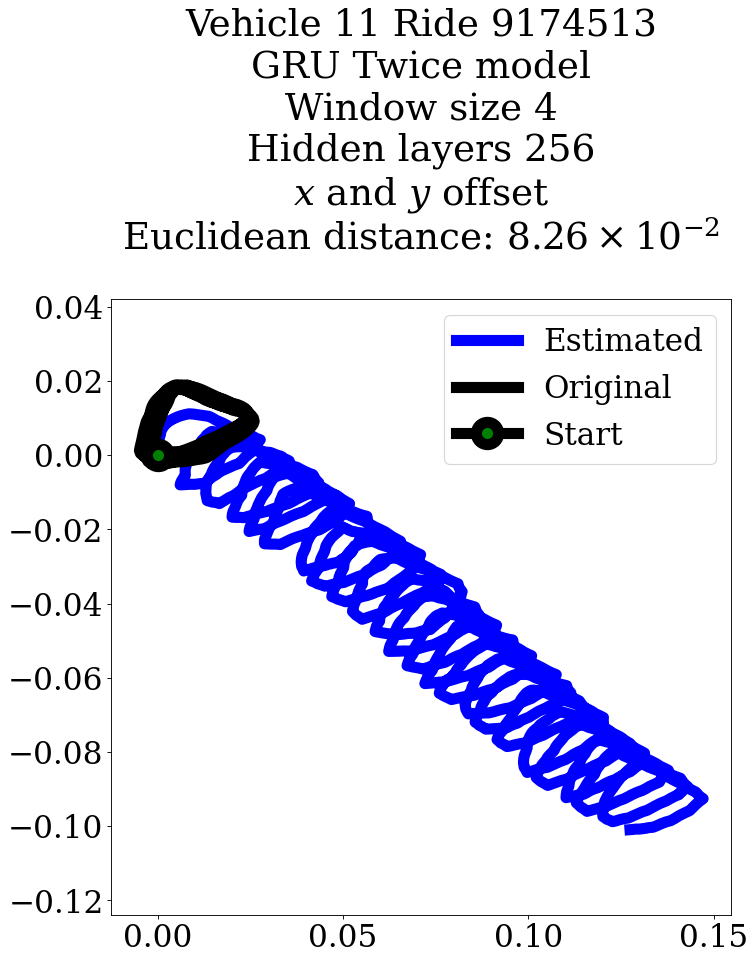 Vehicle 11 Ride 9174513
GRU Twice model
Window size 4
Hidden layers 256
x and y offset
Euclidean distance: 8.26 × 10⁻²
Estimated
Original
Start
0.04
0.02
0.00
−0.02
−0.04
−0.06
−0.08
−0.10
−0.12
0.00 0.05 0.10 0.15